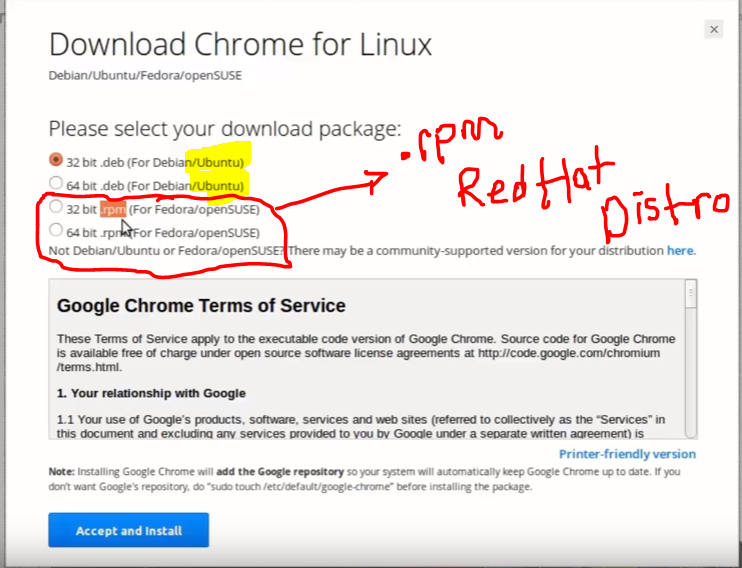 Download Chrome for Linux
Debian/Ubuntu/Fedora/openSUSE
Please select your download package:
32 bit .deb (For Debian/Ubuntu)
64 bit .deb (For Debian/Ubuntu)
32 bit .rpm (For Fedora/openSUSE)
64 bit .rpm (For Fedora/openSUSE)
Not Debian/Ubuntu or Fedora/openSUSE? There may be a community-supported version for your distribution here.
.rpm
RedHat
Distro
Google Chrome Terms of Service
These Terms of Service apply to the executable code version of Google Chrome. Source code for Google Chrome
is available free of charge under open source software license agreements at http://code.google.com/chromium
/terms.html.
1. Your relationship with Google
1.1 Your use of Google's products, software, services and web sites (referred to collectively as the “Services” in
this document and excluding any services provided to you by Google under a separate written agreement) is
Printer-friendly version
Note: Installing Google Chrome will add the Google repository so your system will automatically keep Google Chrome up to date. If you
don't want Google's repository, do “sudo touch /etc/default/google-chrome” before installing the package.
Accept and Install